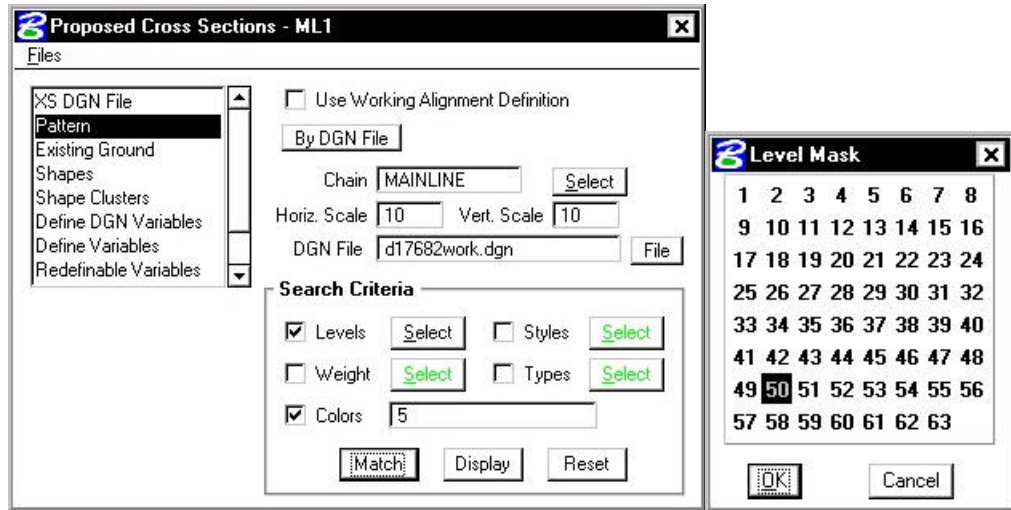 Proposed Cross Sections - ML1
Files
XS DGN File
Pattern
Existing Ground
Shapes
Shape Clusters
Define DGN Variables
Define Variables
Redefinable Variables
Use Working Alignment Definition
By DGN File
Chain MAINLINE Select
Horiz. Scale 10 Vert. Scale 10
DGN File d17682work.dgn File
Search Criteria
Levels Select Styles Select
Weight Select Types Select
Colors 5
Match Display Reset
Level Mask
1 2 3 4 5 6 7 8
9 10 11 12 13 14 15 16
17 18 19 20 21 22 23 24
25 26 27 28 29 30 31 32
33 34 35 36 37 38 39 40
41 42 43 44 45 46 47 48
49 50 51 52 53 54 55 56
57 58 59 60 61 62 63
OK Cancel